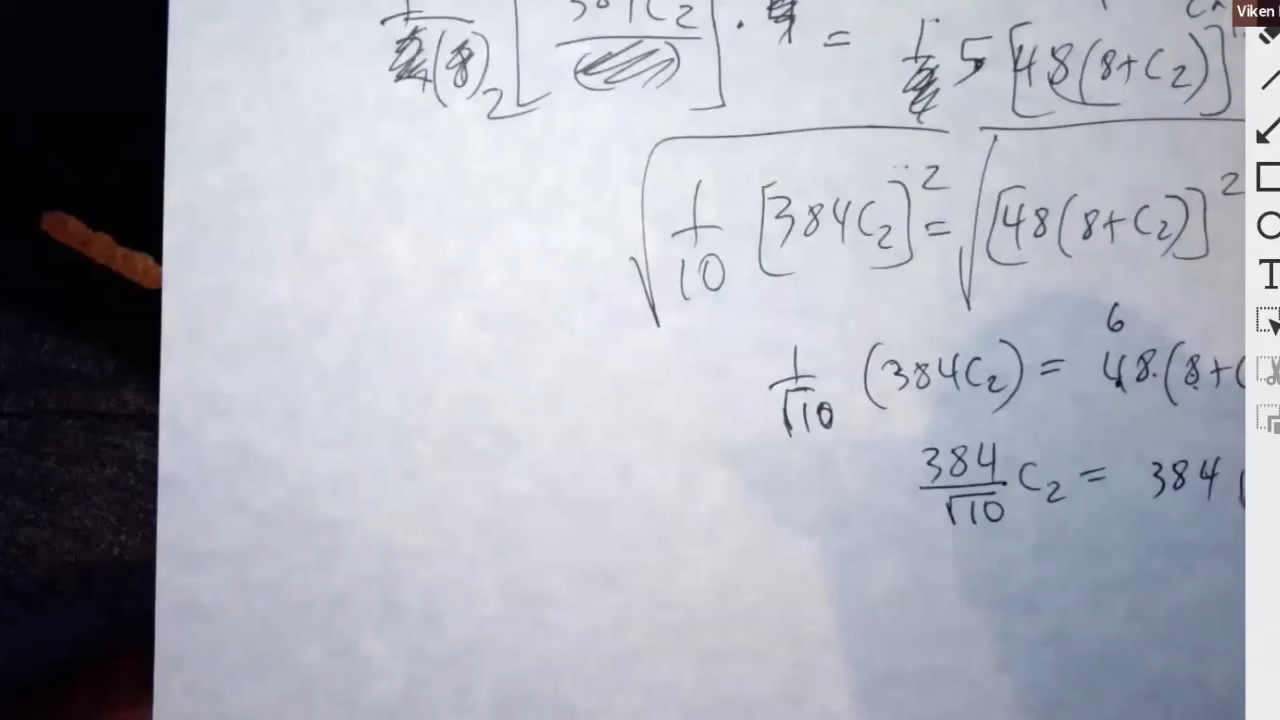 Viken
= 5 [48(8+C₂)]
√(1/10 [384C₂]²) = √([48(8+C₂)]²
6
1/√10 (384C₂) = 48.(8+C
384/√10 C₂ = 384
T